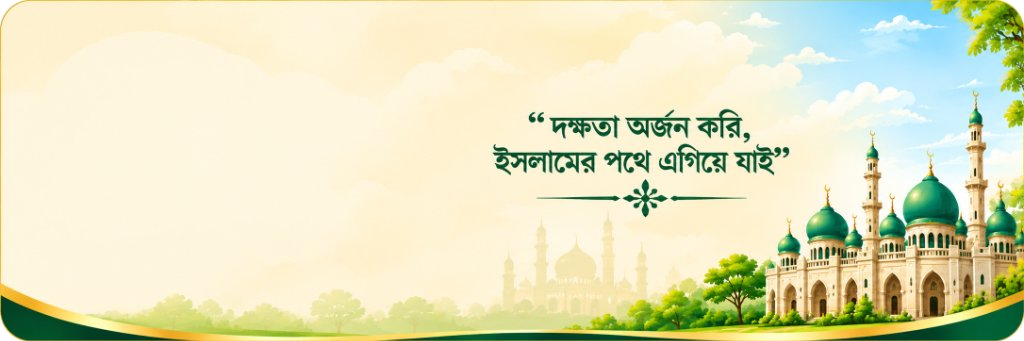 “ দক্ষতা অর্জন করি,
ইসলামের পথে এগিয়ে যাই”